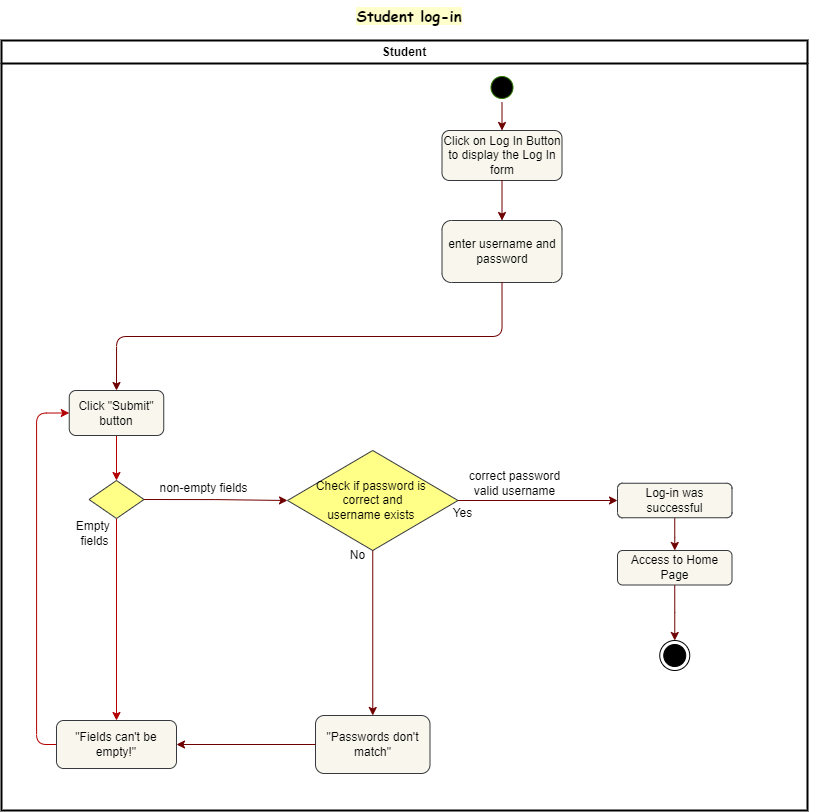 Student log-in
Student
Click on Log In Button
to display the Log In
form
enter username and
password
Click "Submit"
button
non-empty fields
Empty
fields
Check if password is
correct and
username exists
correct password
valid username
Yes
No
Log-in was
successful
Access to Home
Page
"Fields can't be
empty!"
"Passwords don't
match"